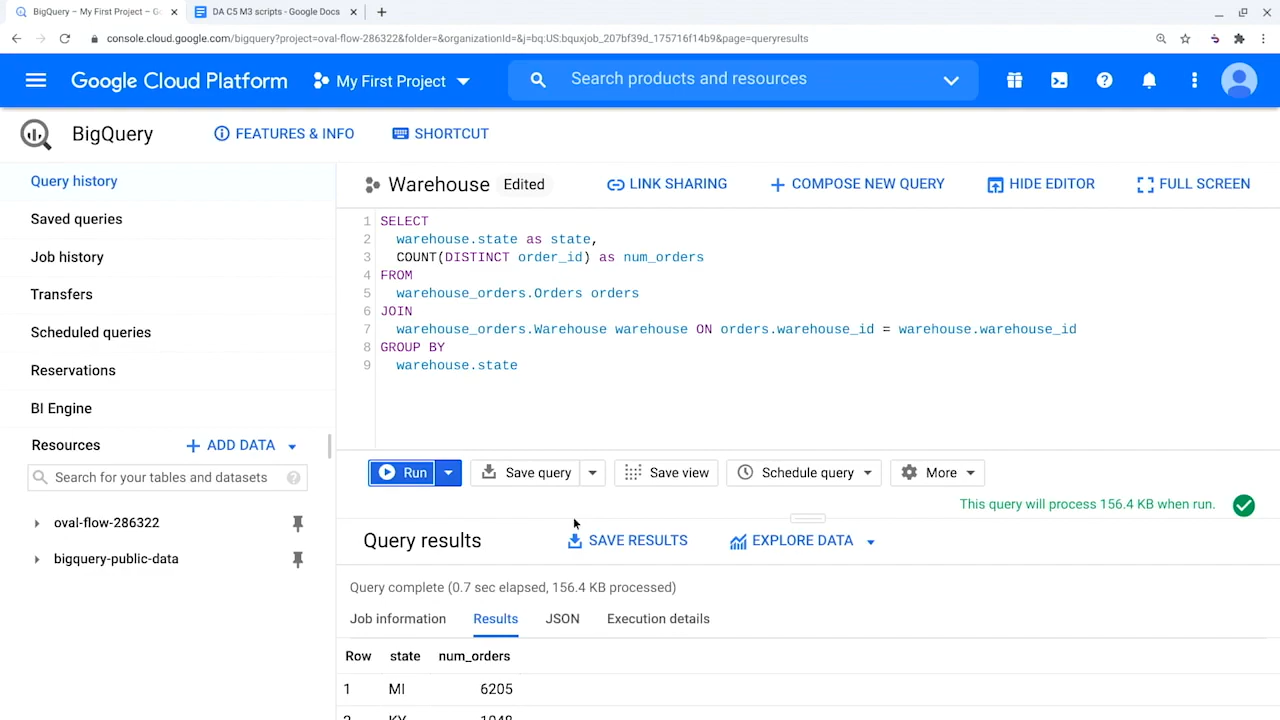 BigQuery – My First Project – Go
DA C5 M3 scripts - Google Docs
console.cloud.google.com/bigquery?project=oval-flow-286322&folder=&organizationId=&j=bq:US:bquxjob_207bf39d_175716f14b9&page=queryresults
Google Cloud Platform My First Project Search products and resources
BigQuery FEATURES & INFO SHORTCUT
Query history
Saved queries
Job history
Transfers
Scheduled queries
Reservations
BI Engine
Resources ADD DATA
Search for your tables and datasets
oval-flow-286322
bigquery-public-data
Warehouse Edited LINK SHARING COMPOSE NEW QUERY HIDE EDITOR FULL SCREEN
1 SELECT
2 warehouse.state as state,
3 COUNT(DISTINCT order_id) as num_orders
4 FROM
5 warehouse_orders.Orders orders
6 JOIN
7 warehouse_orders.Warehouse warehouse ON orders.warehouse_id = warehouse.warehouse_id
8 GROUP BY
9 warehouse.state
Run Save query Save view Schedule query More
This query will process 156.4 KB when run.
Query results SAVE RESULTS EXPLORE DATA
Query complete (0.7 sec elapsed, 156.4 KB processed)
Job information Results JSON Execution details
Row state num_orders
1 MI 6205
2 KY 1048